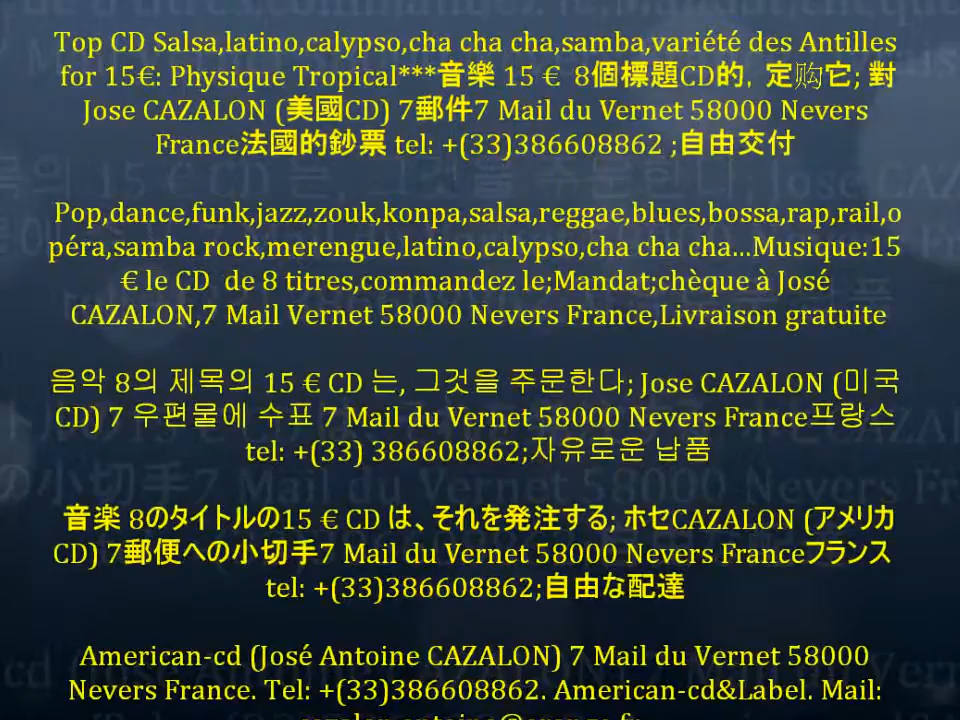 Top CD Salsa,latino,calypso,cha cha cha,samba,variété des Antilles
for 15€: Physique Tropical***音樂 15 € 8個標題CD的，定购它; 對
Jose CAZALON (美國CD) 7郵件7 Mail du Vernet 58000 Nevers
France法國的鈔票 tel: +(33)386608862 ;自由交付
Pop,dance,funk,jazz,zouk,konpa,salsa,reggae,blues,bossa,rap,rail,o
péra,samba rock,merengue,latino,calypso,cha cha cha...Musique:15
€ le CD de 8 titres,commandez le;Mandat;chèque à José
CAZALON,7 Mail Vernet 58000 Nevers France,Livraison gratuite
음악 8의 제목의 15 € CD 는, 그것을 주문한다; Jose CAZALON (미국
CD) 7 우편물에 수표 7 Mail du Vernet 58000 Nevers France프랑스
tel: +(33) 386608862;자유로운 납품
音楽 8のタイトルの15 € CD は、それを発注する; ホセCAZALON (アメリカ
CD) 7郵便への小切手7 Mail du Vernet 58000 Nevers Franceフランス
tel: +(33)386608862;自由な配達
American-cd (José Antoine CAZALON) 7 Mail du Vernet 58000
Nevers France. Tel: +(33)386608862. American-cd&Label. Mail: